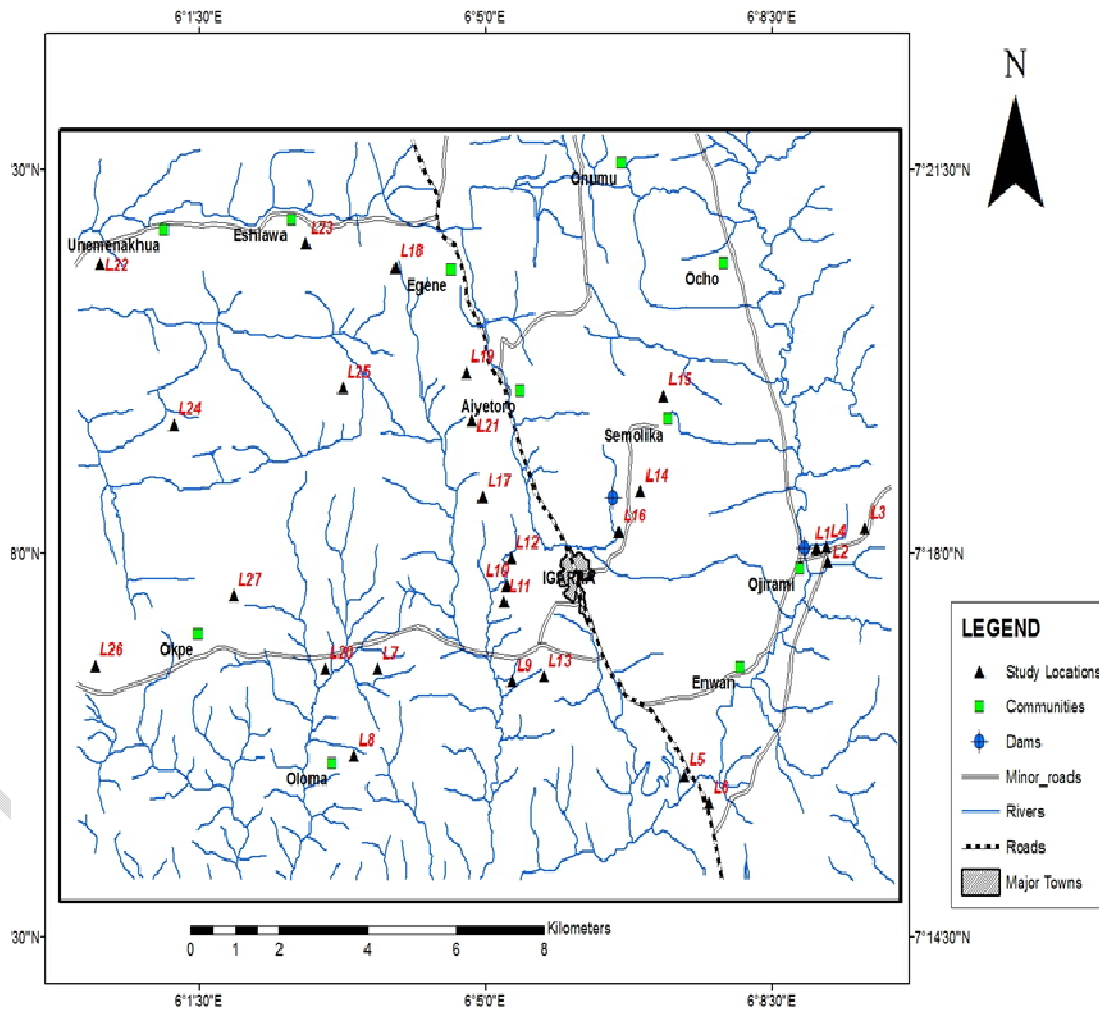 6°1'30"E
6°5'0"E
6°8'30"E
N
30"N
7°21'30"N
Onumu
Eshiawa
L23
Unemenakhua
L22
L18
Egene
Ocho
L19
L25
L15
Aiyetoro
L24
L21
Semolika
L17
L14
L16
L3
L12
L1
L4
8'0"N
7°18'0"N
L2
L10
IGARRA
L27
L11
Ojirami
LEGEND
L26
Okpe
L20
L7
L9
L13
Enwan
Study Locations
Communities
L8
Dams
Oloma
L5
Minor_roads
L6
Rivers
Roads
Major Towns
Kilometers
0 1 2 4 6 8
30"N
7°14'30"N
6°1'30"E
6°5'0"E
6°8'30"E